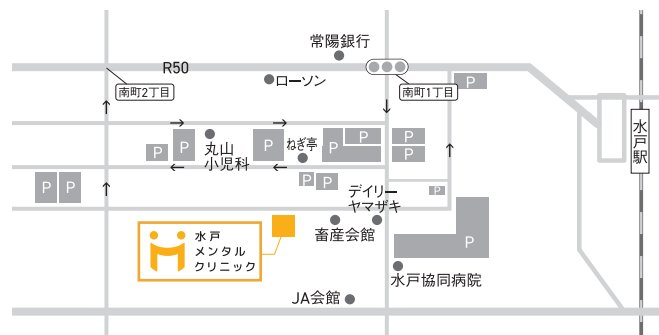 常陽銀行
R50
ローソン
南町2丁目
南町1丁目
P
水戸駅
丸山
小児科
ねぎ亭
P
P
P
P
P
P
P
P
P
P
P
P
P
デイリー
ヤマザキ
P
水戸
メンタル
クリニック
畜産会館
水戸協同病院
JA会館